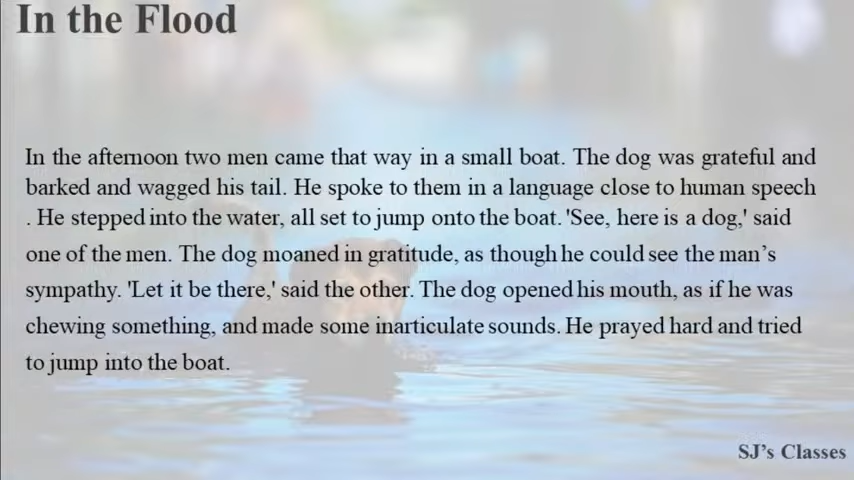 In the Flood
In the afternoon two men came that way in a small boat. The dog was grateful and
barked and wagged his tail. He spoke to them in a language close to human speech
. He stepped into the water, all set to jump onto the boat. 'See, here is a dog,' said
one of the men. The dog moaned in gratitude, as though he could see the man’s
sympathy. 'Let it be there,' said the other. The dog opened his mouth, as if he was
chewing something, and made some inarticulate sounds. He prayed hard and tried
to jump into the boat.
SJ’s Classes